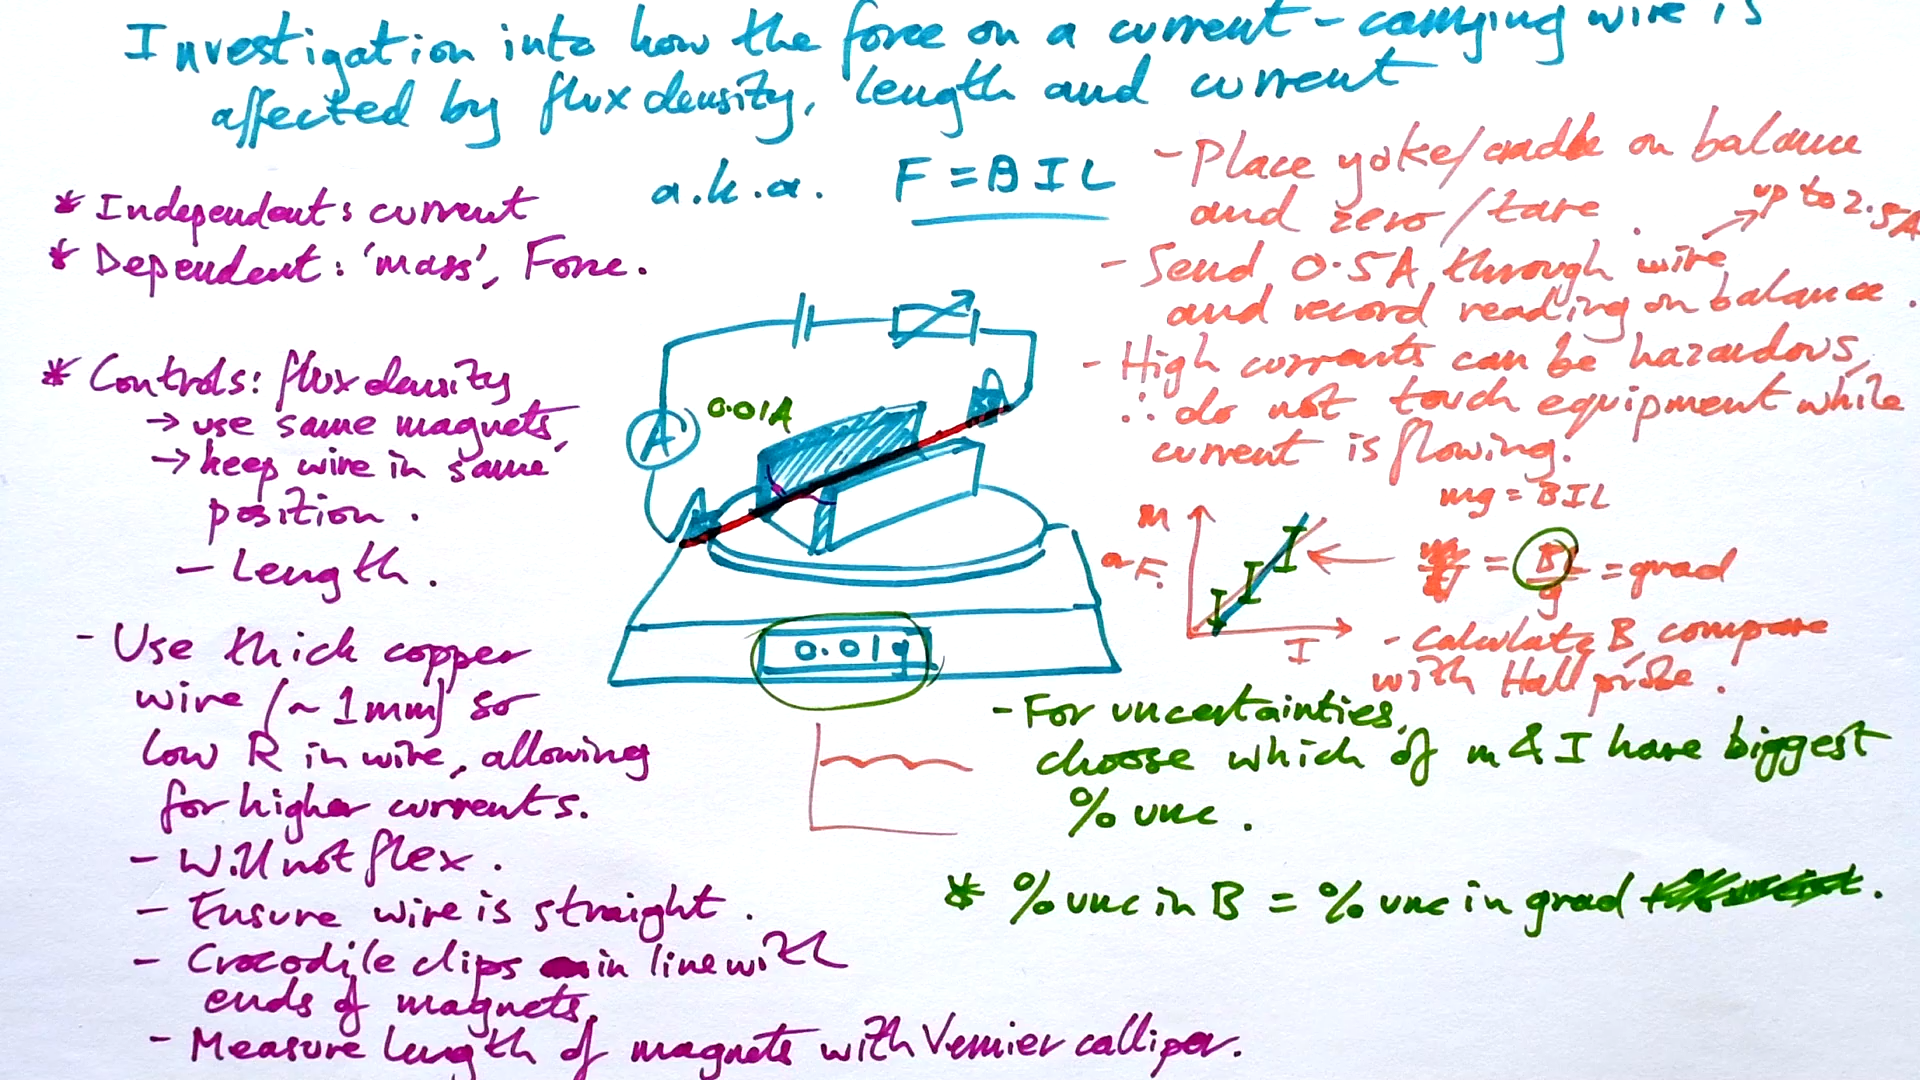 Investigation into how the force on a current-carrying wire is
affected by flux density, length and current
a.k.a. F = BIL
* Independent: current
* Dependent: 'mass', Force.
* Controls: flux density
→ use same magnets,
→ keep wire in same
position.
- Length.
- Use thick copper
wire (~1mm) so
low R in wire, allowing
for higher currents.
- Will not flex.
- Ensure wire is straight.
- Crocodile clips in line with
ends of magnets.
- Measure length of magnets with Vernier calliper.
A
0.01A
0.01g
- Place yoke/cradle on balance
and zero/tare.
up to 2.5A
- Send 0.5A through wire
and record reading on balance.
- High currents can be hazardous,
∴ do not touch equipment while
current is flowing.
mg = BIL
M
or F.
I
= B
g = grad
- Calculate B, compare
with Hall probe.
- For uncertainties,
choose which of m & I have biggest
% unc.
* % unc in B = % unc in grad.